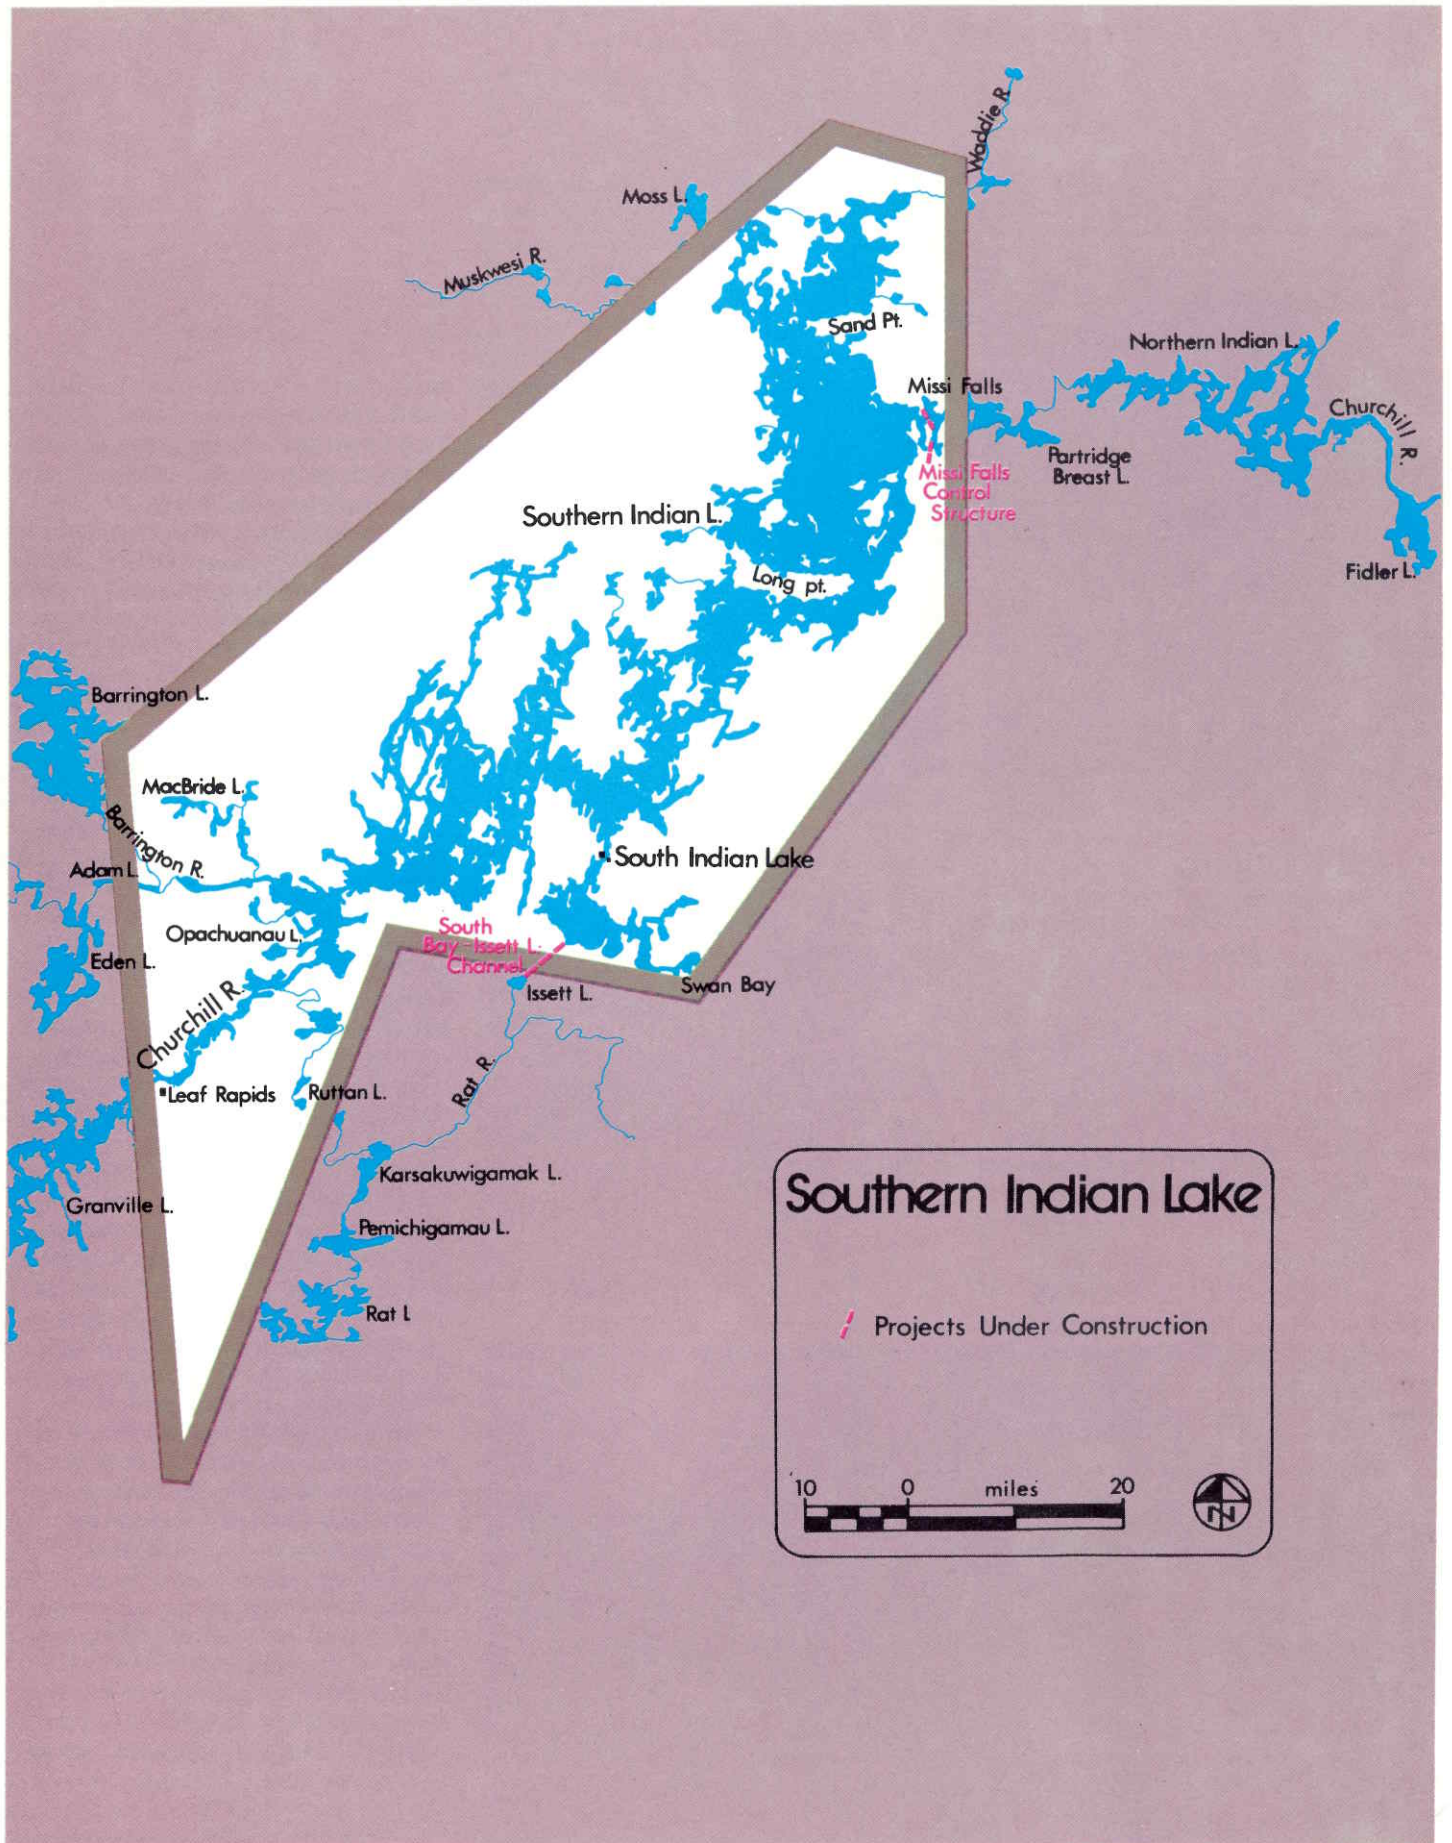 Waddie R.
Moss L.
Muskwesi R.
Sand Pt.
Northern Indian L.
Missi Falls
Churchill R.
Partridge
Breast L.
Missi Falls
Control
Structure
Southern Indian L.
Long pt.
Fidler L.
Barrington L.
MacBride L.
Barrington R.
South Indian Lake
Adam L.
Opachuanau L.
South
Bay-Issett L.
Channel
Eden L.
Swan Bay
Issett L.
Churchill R.
Rat R.
Leaf Rapids
Ruttan L.
Karsakuwigamak L.
Granville L.
Pemichigamau L.
Rat L
Southern Indian Lake
Projects Under Construction
10 0 miles 20
N